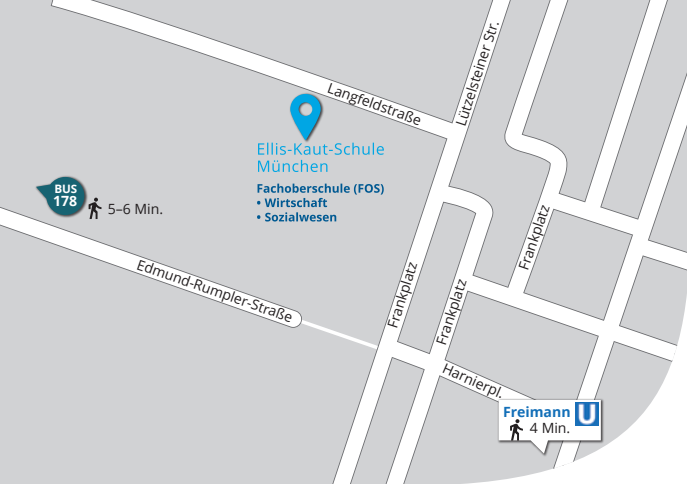 Lützelsteiner Str.
Langfeldstraße
Ellis-Kaut-Schule
München
Fachoberschule (FOS)
• Wirtschaft
• Sozialwesen
BUS
178
5–6 Min.
Edmund-Rumpler-Straße
Frankplatz
Frankplatz
Frankplatz
Harnierpl.
Freimann U
4 Min.